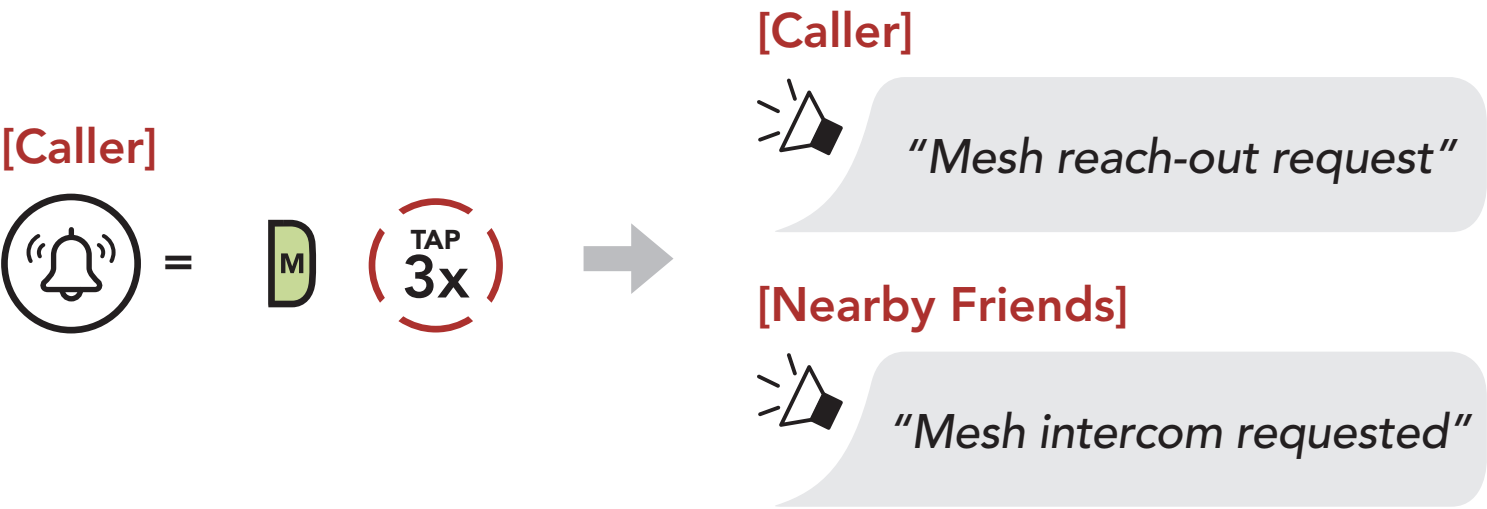 [Caller]
=
M
TAP
3x
[Caller]
“Mesh reach-out request”
[Nearby Friends]
“Mesh intercom requested”